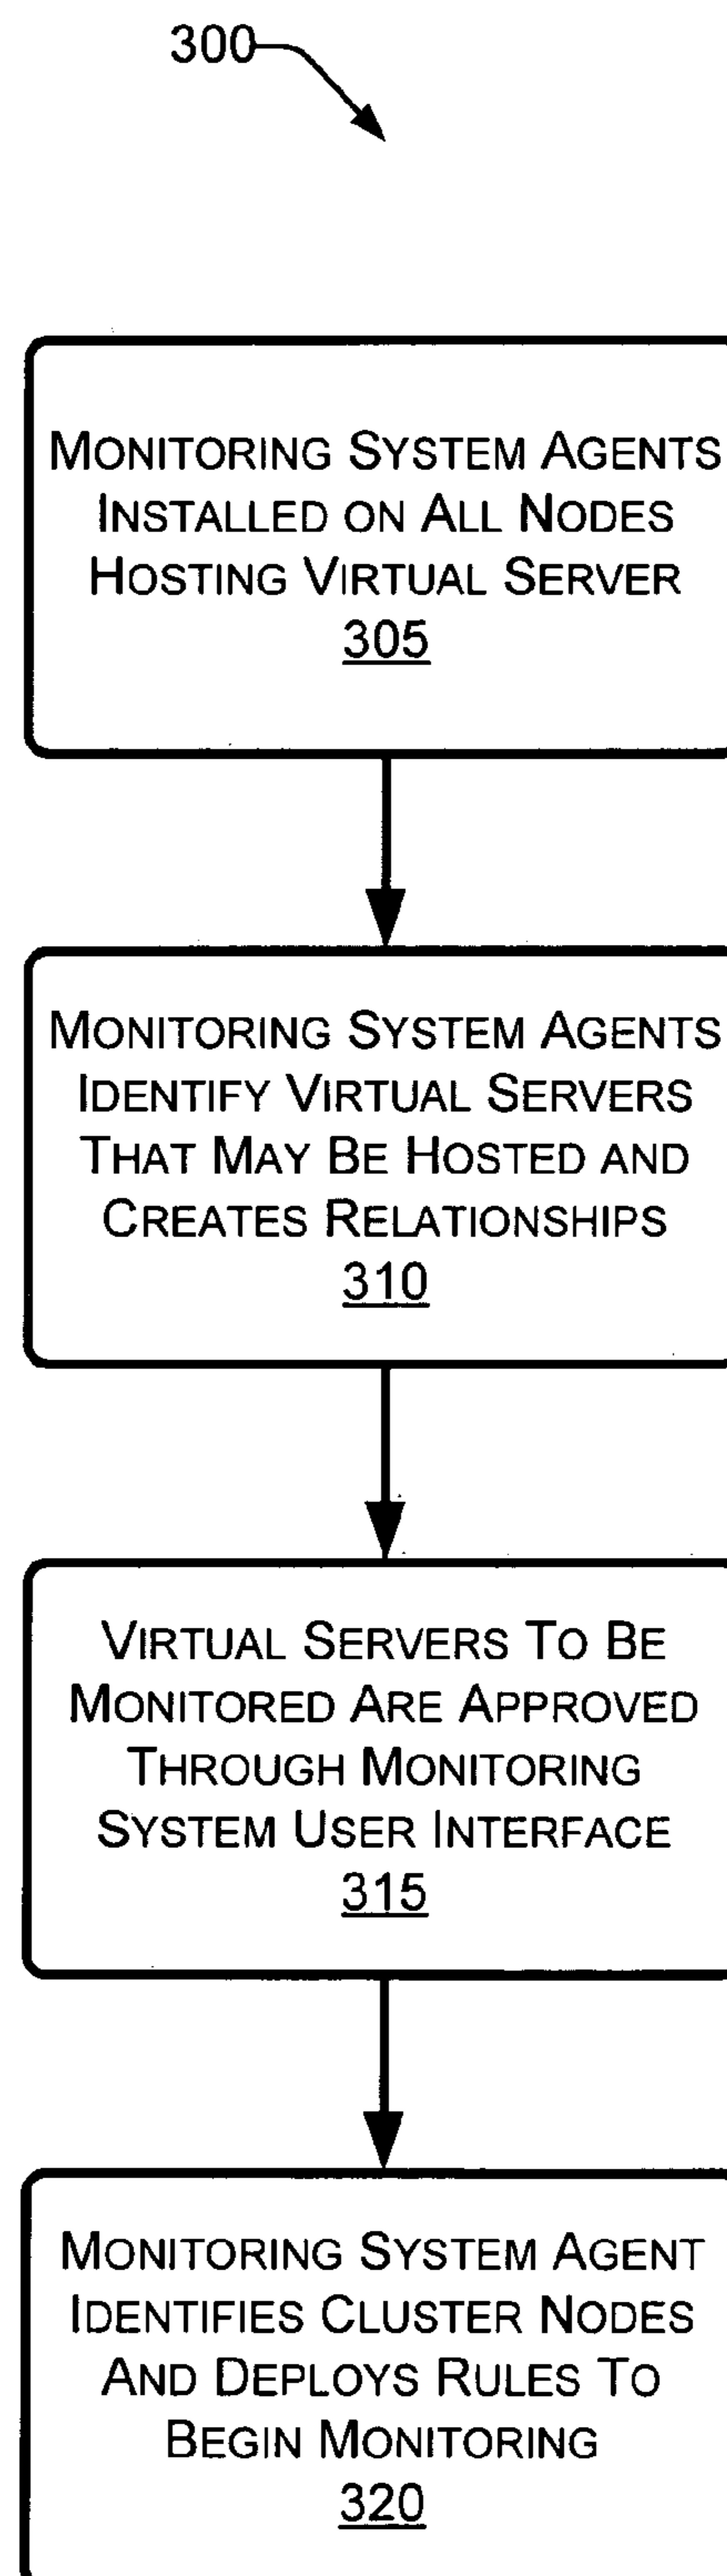 300
MONITORING SYSTEM AGENTS
INSTALLED ON ALL NODES
HOSTING VIRTUAL SERVER
305
MONITORING SYSTEM AGENTS
IDENTIFY VIRTUAL SERVERS
THAT MAY BE HOSTED AND
CREATES RELATIONSHIPS
310
VIRTUAL SERVERS TO BE
MONITORED ARE APPROVED
THROUGH MONITORING
SYSTEM USER INTERFACE
315
MONITORING SYSTEM AGENT
IDENTIFIES CLUSTER NODES
AND DEPLOYS RULES TO
BEGIN MONITORING
320